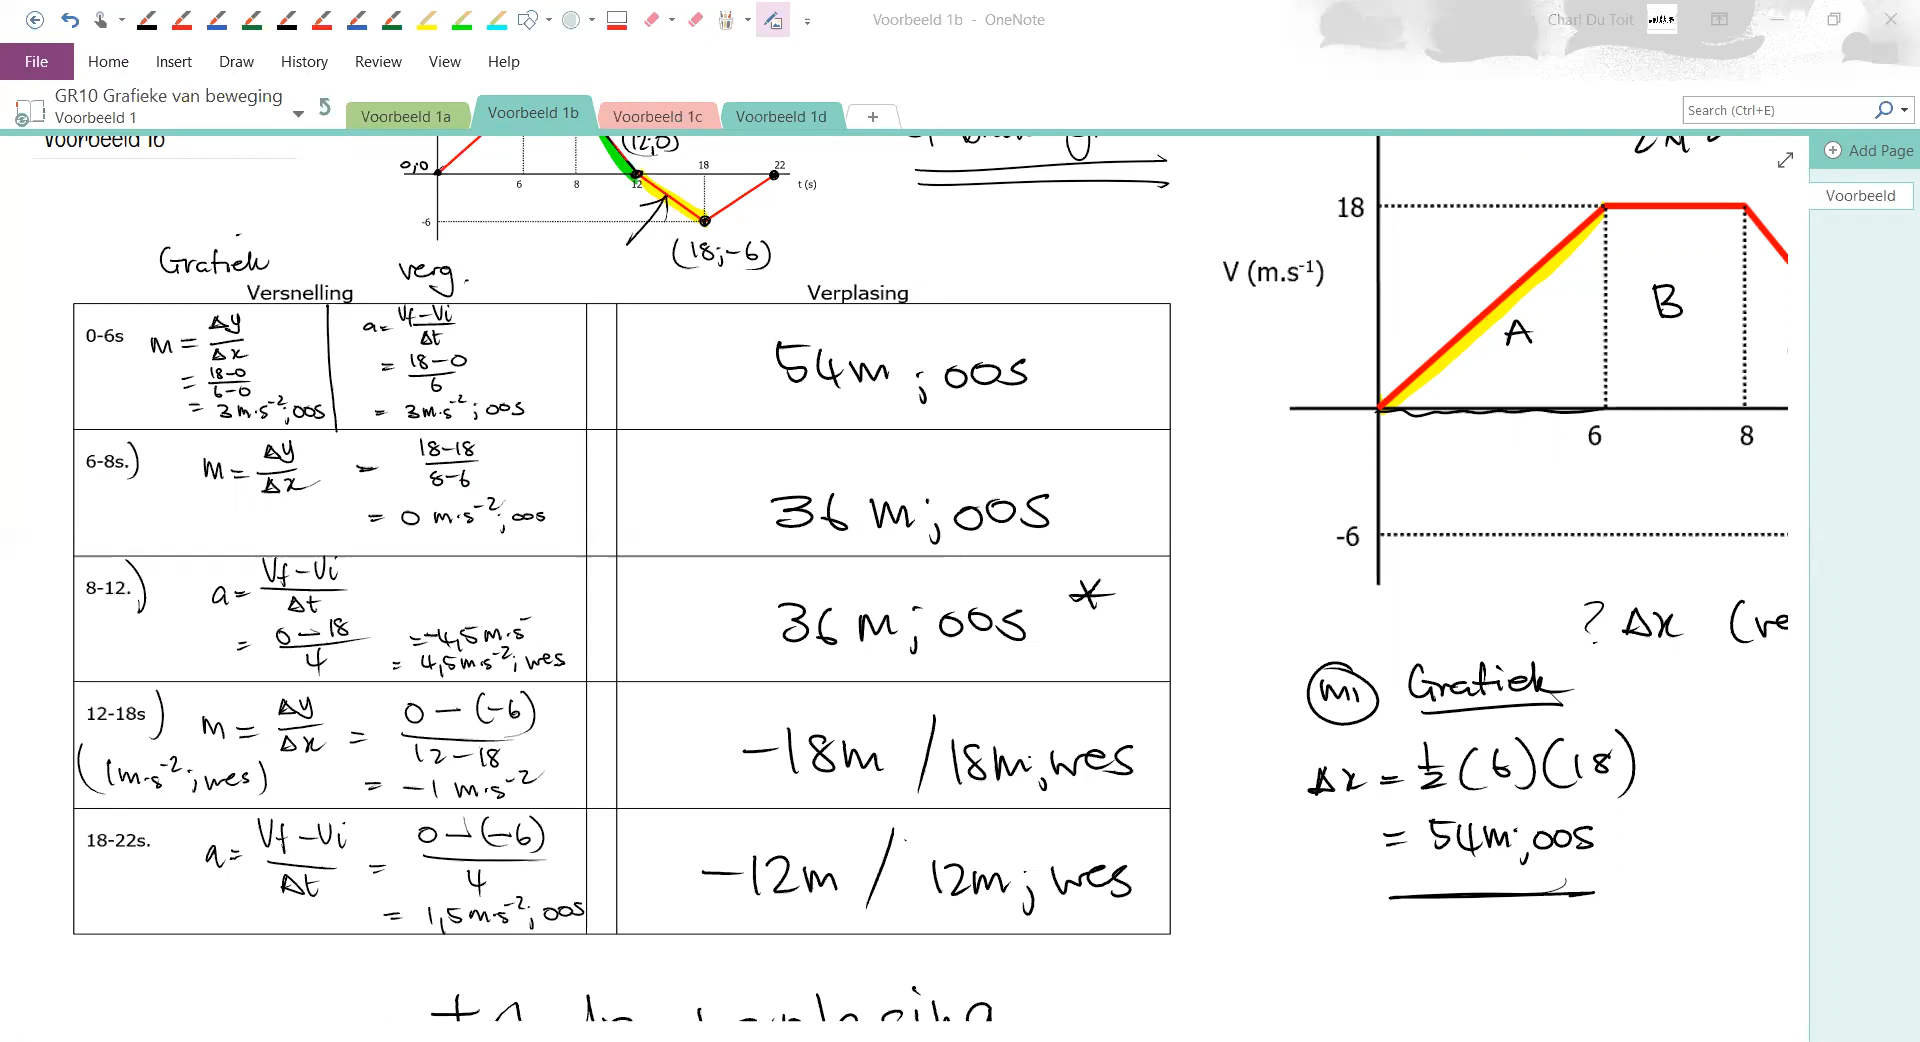 Voorbeeld 1b - OneNote
Charl Du Toit
File Home Insert Draw History Review View Help
GR10 Grafieke van beweging
Voorbeeld 1
Voorbeeld 1a Voorbeeld 1b Voorbeeld 1c Voorbeeld 1d +
Search (Ctrl+E)
Add Page
Voorbeeld
Voorbeeld 1b
(12;0)
0;0
6 8 12 18 22
t (s)
-6
(18;-6)
Grafiek verg.
Versnelling Verplasing
0-6s
m = Δy/Δx
= 18-0/6-0
= 3 m·s⁻²; oos
a = Vf-Vi/Δt
= 18-0/6
= 3 m·s⁻²; oos
54m; oos
6-8s.)
m = Δy/Δx = 18-18/8-6
= 0 m·s⁻²; oos
36 m; oos
8-12.)
a = Vf-Vi/Δt
= 0-18/4
= -4,5 m·s⁻
= 4,5 m·s⁻²; wes
36 m; oos *
12-18s)
m = Δy/Δx = 0-(-6)/12-18
= -1 m·s⁻²
(1 m·s⁻²; wes)
-18m / 18m; wes
18-22s.
a = Vf-Vi/Δt = 0-(-6)/4
= 1,5 m·s⁻²; oos
-12m / 12m; wes
18
V (m.s⁻¹)
A B
6 8
-6
? Δx (ve
M1 Grafiek
Δx = ½(6)(18)
= 54m; oos